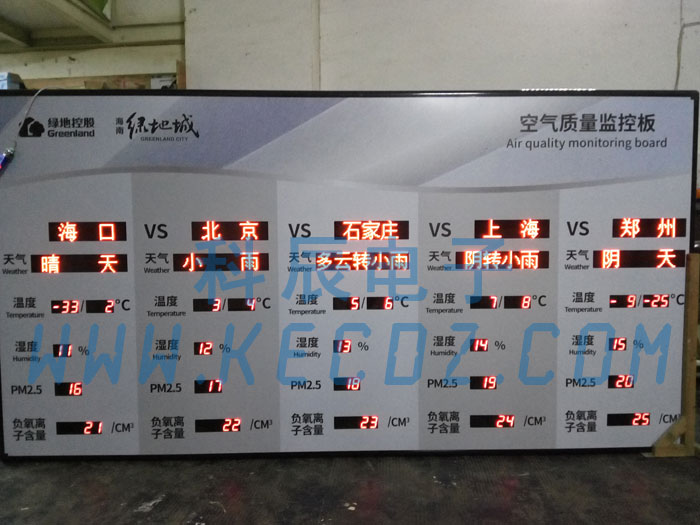 绿地控股
Greenland
海南
绿地城
GREENLAND CITY
空气质量监控板
Air quality monitoring board
海口 VS 北京 VS 石家庄 VS 上海 VS 郑州
天气 Weather 晴天 天气 Weather 小雨 天气 Weather 多云转小雨 天气 Weather 阴转小雨 天气 Weather 阴天
温度 Temperature -33/2°C 温度 Temperature 3/4°C 温度 Temperature 5/6°C 温度 Temperature 7/8°C 温度 Temperature -9/-25°C
湿度 Humidity 11 % 湿度 Humidity 12 % 湿度 Humidity 13 % 湿度 Humidity 14 % 湿度 Humidity 15 %
PM2.5 16 PM2.5 17 PM2.5 18 PM2.5 19 PM2.5 20
负氧离子含量 21 /CM³ 负氧离子含量 22 /CM³ 负氧离子含量 23 /CM³ 负氧离子含量 24 /CM³ 负氧离子含量 25 /CM³
科辰电子
WWW.KECDZ.COM